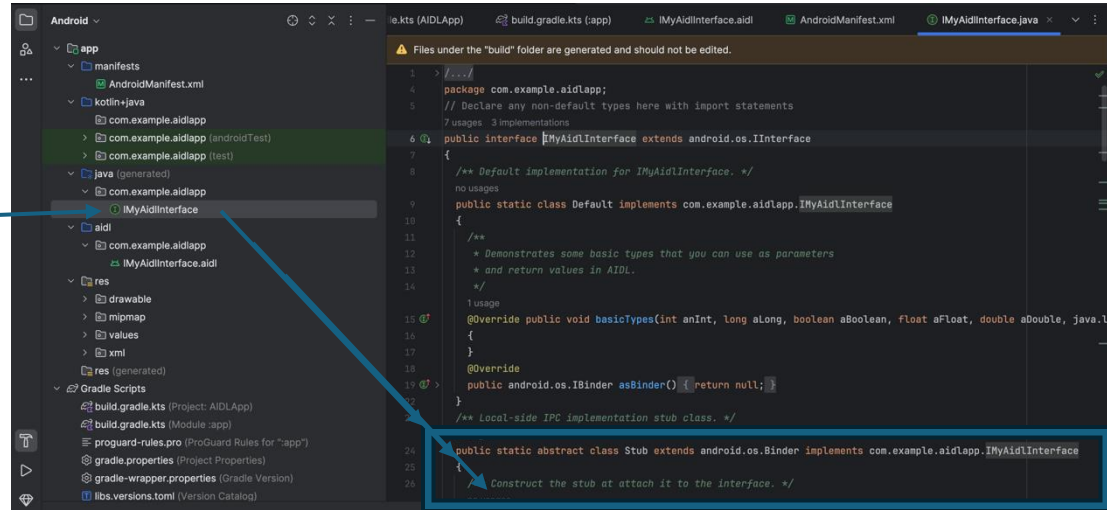 Android
le.kts (AIDLApp)
build.gradle.kts (:app)
IMyAidlInterface.aidl
AndroidManifest.xml
IMyAidlInterface.java
app
manifests
AndroidManifest.xml
kotlin+java
com.example.aidlapp
com.example.aidlapp (androidTest)
com.example.aidlapp (test)
java (generated)
com.example.aidlapp
IMyAidlInterface
aidl
com.example.aidlapp
IMyAidlInterface.aidl
res
drawable
mipmap
values
xml
res (generated)
Gradle Scripts
build.gradle.kts (Project: AIDLApp)
build.gradle.kts (Module :app)
proguard-rules.pro (ProGuard Rules for ":app")
gradle.properties (Project Properties)
gradle-wrapper.properties (Gradle Version)
libs.versions.toml (Version Catalog)
Files under the "build" folder are generated and should not be edited.
1 /.../
4 package com.example.aidlapp;
5 // Declare any non-default types here with import statements
7 usages 3 implementations
6 public interface IMyAidlInterface extends android.os.IInterface
7 {
8 /** Default implementation for IMyAidlInterface. */
no usages
9 public static class Default implements com.example.aidlapp.IMyAidlInterface
10 {
11 /**
12 * Demonstrates some basic types that you can use as parameters
13 * and return values in AIDL.
14 */
1 usage
15 @Override public void basicTypes(int anInt, long aLong, boolean aBoolean, float aFloat, double aDouble, java.l
16 {
17 }
18 @Override
19 public android.os.IBinder asBinder() { return null; }
22 }
/** Local-side IPC implementation stub class. */
24 public static abstract class Stub extends android.os.Binder implements com.example.aidlapp.IMyAidlInterface
25 {
26 Construct the stub at attach it to the interface. */